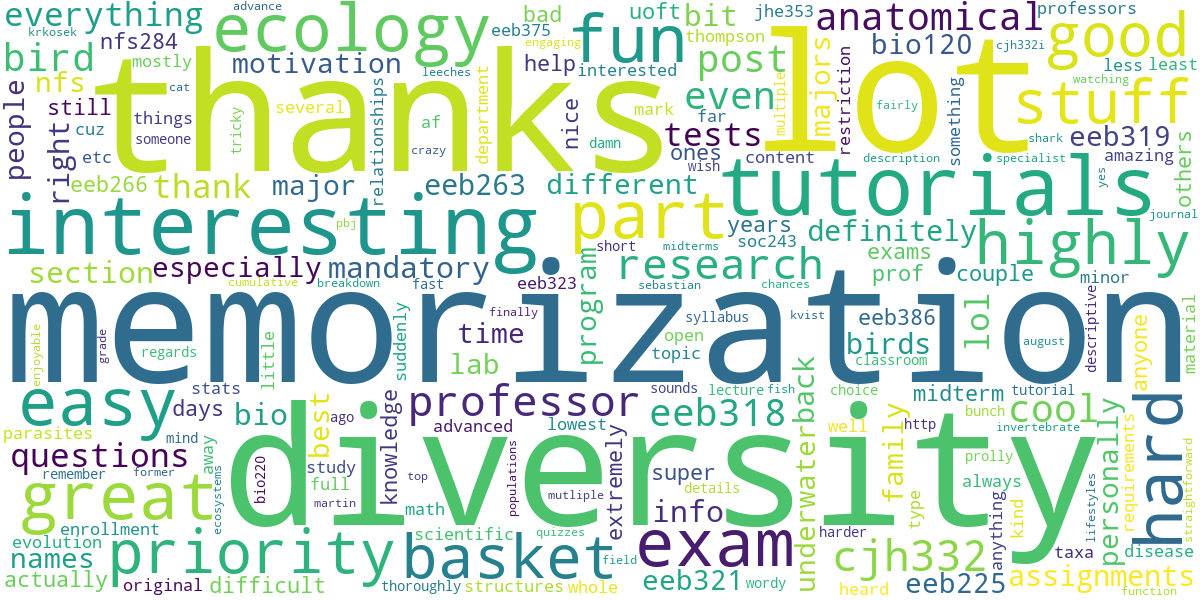 everything
advance
krkosek
ecology
eeb375
bad
uoft
bit
jhe353
anatomical
professors
good
bird
nfs284
mostly
motivation
leeches
engaging
fun
thompson
help
interested
post
lot
bio120
cjh332i
less
least
nfs
cat
thanks
watching
people
still
cuz
things
someone
several
tricky
department
af
crazy
nice
mark
damn
even
far
multiple
majors
restriction
fairly
something
stuff
shark
eeb319
right
etc
eeb266
thank
major
relationships
eeb263
different
tests
ones
wish
content
description
specialist
amazing
yes
others
journal
interesting
pbj
part
tutorials
years
soc243
definitely
highly
short
midterms
section
especially
mandatory
cumulative
breakdown
fast
eeb323
program
research
sebastian
chances
exams
prof
couple
minor
memorization
enjoyable
grade
regards
little
suddenly
finally
time
lab
syllabus
open
topic
kvist
eeb386
birds
classroom
lol
august
descriptive
anyone
material
easy
stats
days
bio
best
ago
knowledge
professor
advanced
lowest
sounds
lecture
fish
choice
midterm
tutorial
eeb318
bunch
cool
invertebrate
well
http
prolly
parasites
mind
questions
remember
former
away
bio220
study
full
martin
top
populations
mutliple
extremely
super
details
info
underwaterback
family
type
always
personally
requirements
hard
straightforward
great
diversity
ecosystems
math
scientific
quizzes
enrollment
evolution
names
priority
basket
field
exam
harder
cjh332
anything
kind
lifestyles
taxa
disease
actually
original
difficult
thoroughly
structures
whole
eeb321
wordy
heard
eeb225
assignments
function